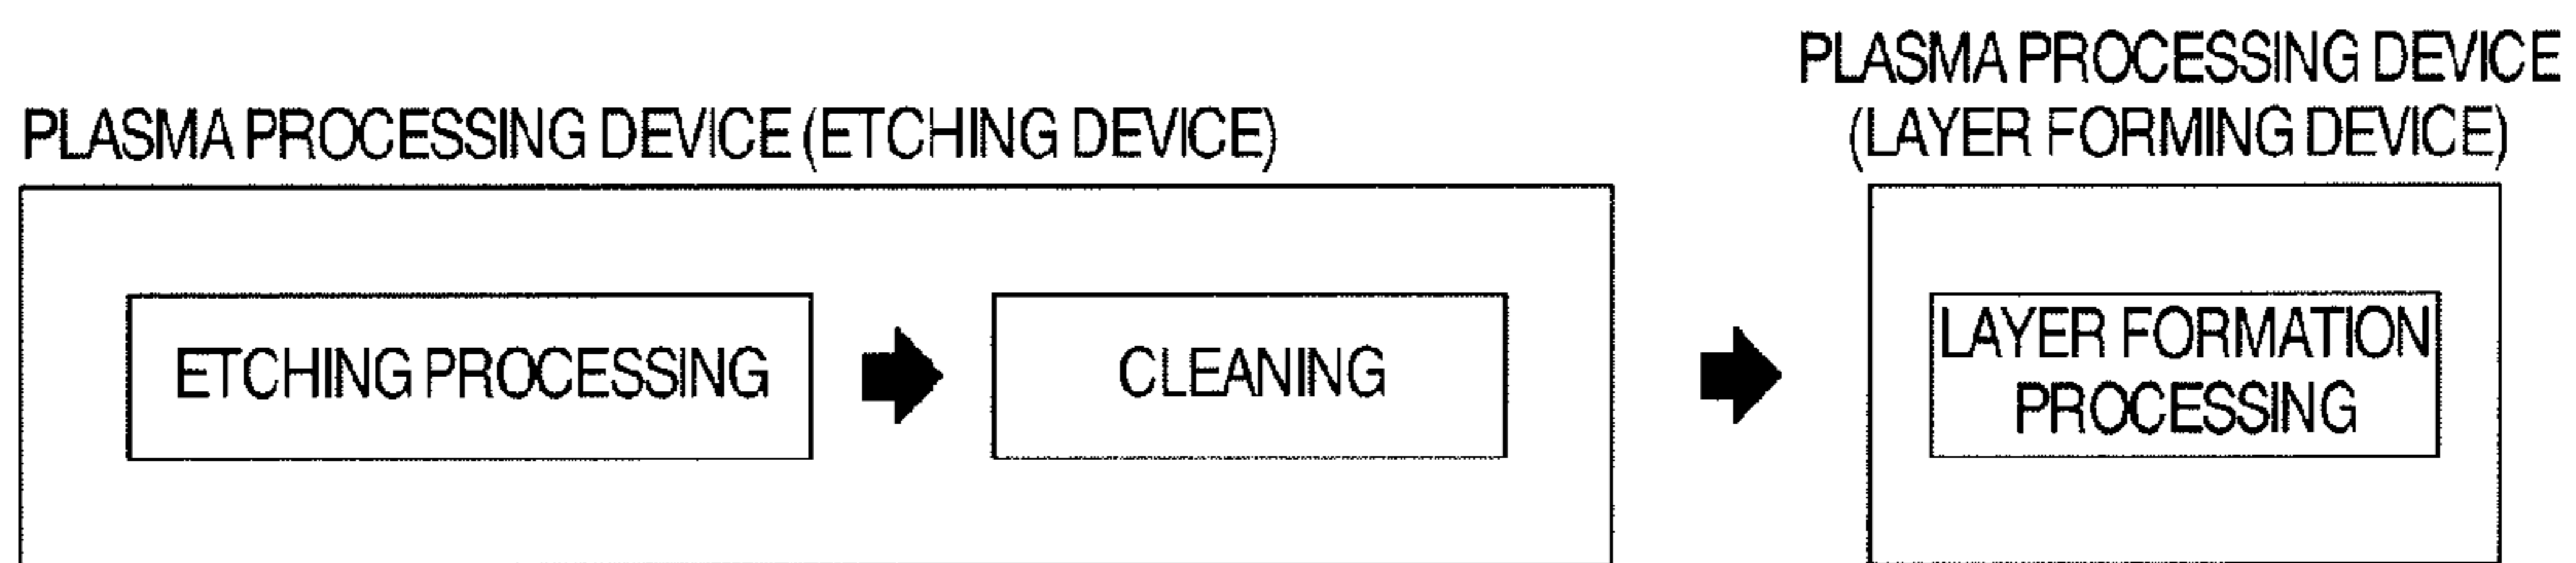 PLASMA PROCESSING DEVICE (ETCHING DEVICE)
ETCHING PROCESSING
CLEANING
PLASMA PROCESSING DEVICE
(LAYER FORMING DEVICE)
LAYER FORMATION
PROCESSING